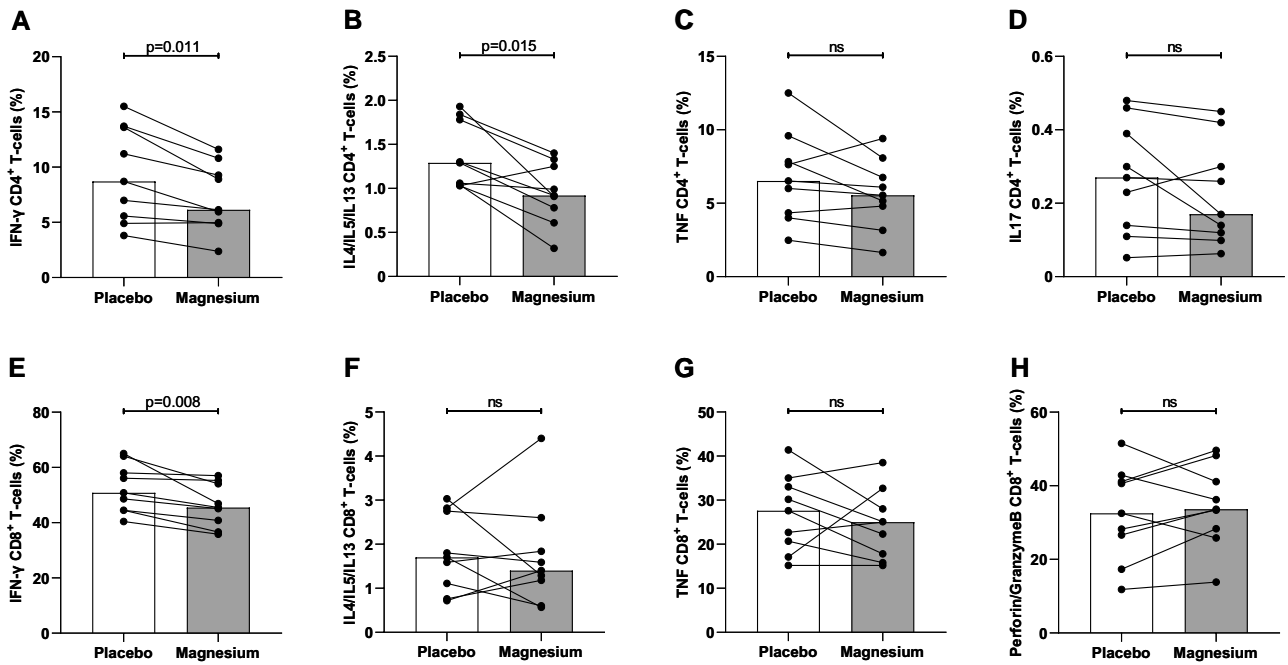 A
IFN-γ CD4⁺ T-cells (%)
20
15
10
5
0
p=0.011
Placebo Magnesium
B
IL4/IL5/IL13 CD4⁺ T-cells (%)
2.5
2.0
1.5
1.0
0.5
0.0
p=0.015
Placebo Magnesium
C
TNF CD4⁺ T-cells (%)
15
10
5
0
ns
Placebo Magnesium
D
IL17 CD4⁺ T-cells (%)
0.6
0.4
0.2
0.0
ns
Placebo Magnesium
E
IFN-γ CD8⁺ T-cells (%)
80
60
40
20
0
p=0.008
Placebo Magnesium
F
IL4/IL5/IL13 CD8⁺ T-cells (%)
5
4
3
2
1
0
ns
Placebo Magnesium
G
TNF CD8⁺ T-cells (%)
50
40
30
20
10
0
ns
Placebo Magnesium
H
Perforin/GranzymeB CD8⁺ T-cells (%)
60
40
20
0
ns
Placebo Magnesium